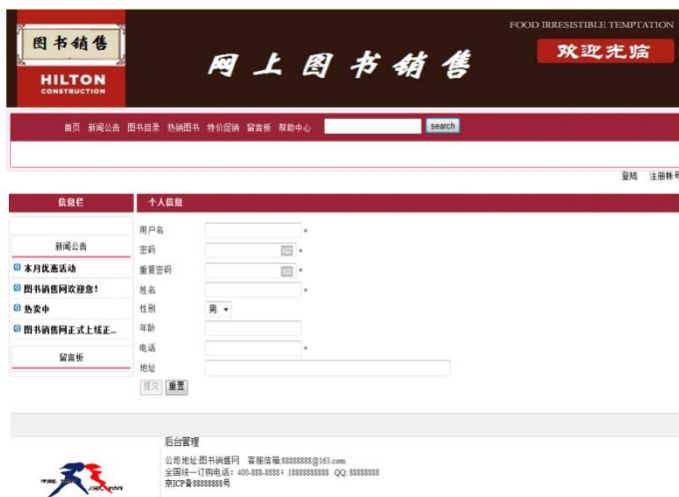 FOOD IRRESISTIBLE TEMPTATION
图书销售
网上图书销售
欢迎光临
HILTON
CONSTRUCTION
首页 新闻公告 图书目录 热销图书 特价促销 留言板 帮助中心 search
登陆 注册帐号
信息栏
个人信息
用户名 *
新闻公告
密码 *
本月优惠活动
重复密码 *
图书销售网欢迎您!
姓名 *
热卖中
性别 男
图书销售网正式上线正...
年龄
电话 *
留言板
地址
提交 重置
后台管理
公司地址:图书销售网 客服信箱:88888888@163.com
全国统一订购电话: 400-888-8888; 18888888888 QQ: 88888888
京ICP备88888888号